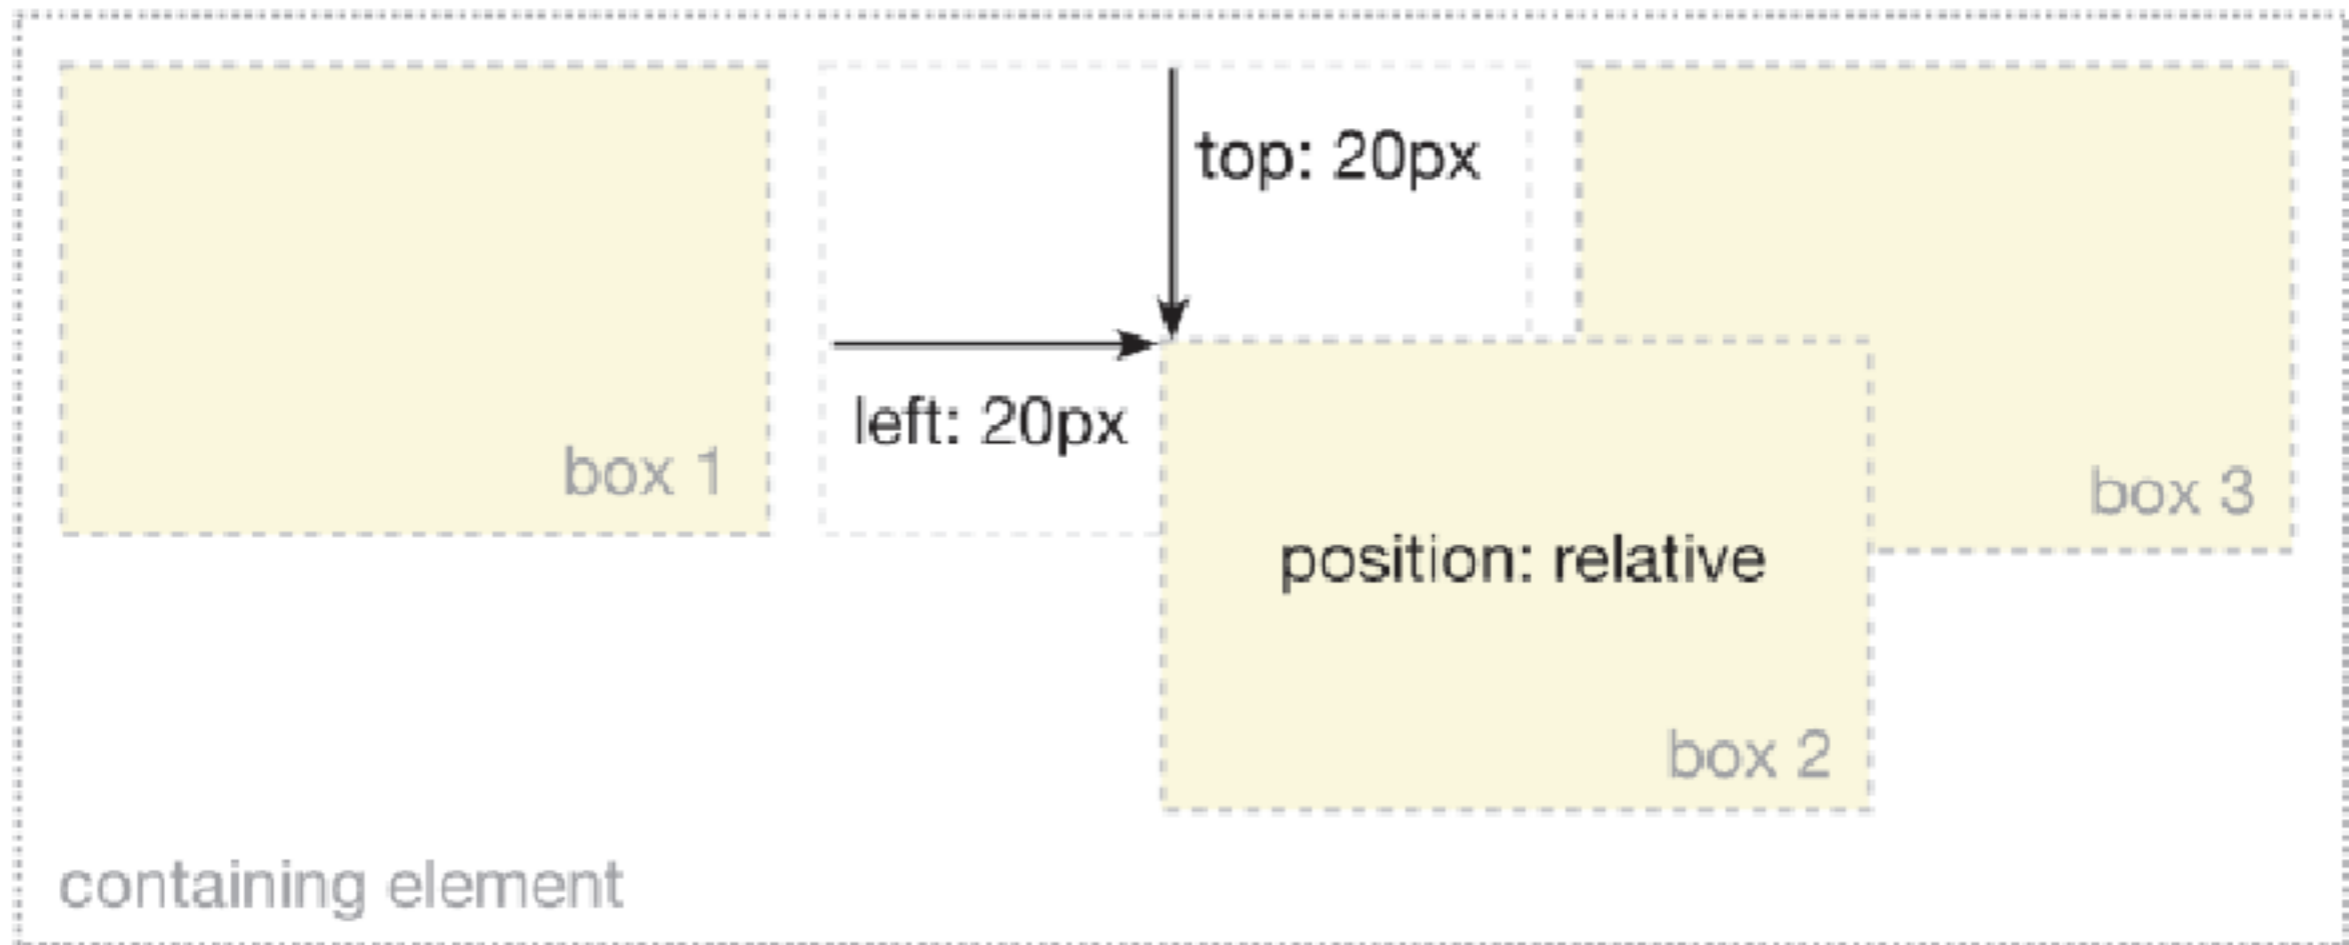 top: 20px
left: 20px
box 1
box 3
position: relative
box 2
containing element